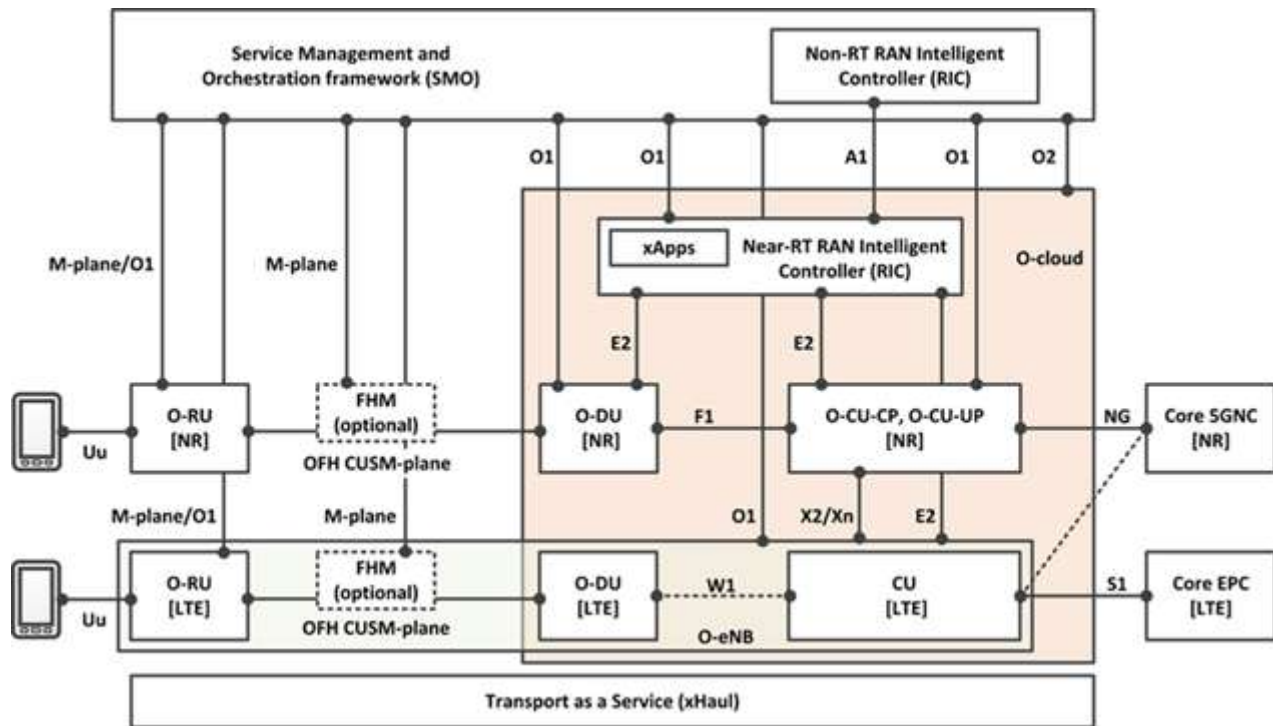 Service Management and
Orchestration framework (SMO)
Non-RT RAN Intelligent
Controller (RIC)
O1
O1
A1
O1
O2
xApps
Near-RT RAN Intelligent
Controller (RIC)
O-cloud
M-plane/O1
M-plane
E2
E2
O-RU
[NR]
FHM
(optional)
O-DU
[NR]
F1
O-CU-CP, O-CU-UP
[NR]
NG
Core 5GNC
[NR]
Uu
OFH CUSM-plane
M-plane/O1
M-plane
O1
X2/Xn
E2
O-RU
[LTE]
FHM
(optional)
O-DU
[LTE]
W1
CU
[LTE]
S1
Core EPC
[LTE]
Uu
OFH CUSM-plane
O-eNB
Transport as a Service (xHaul)